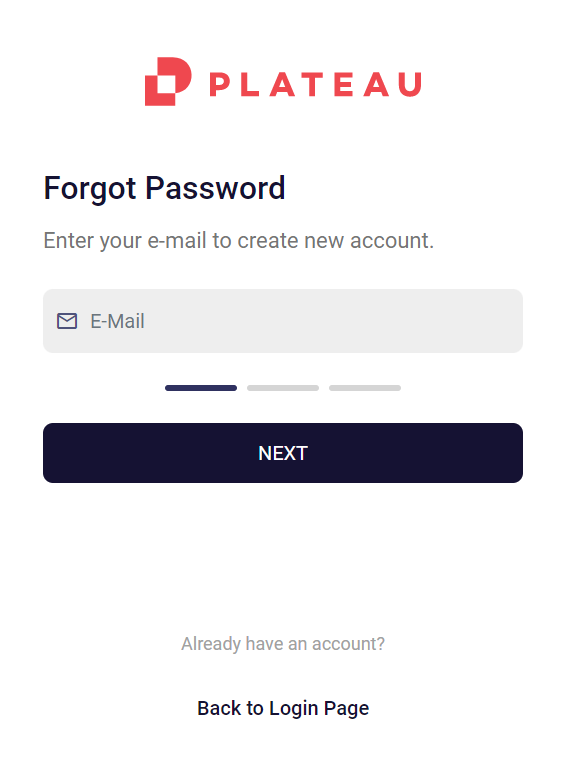 PLATEAU
Forgot Password
Enter your e-mail to create new account.
E-Mail
NEXT
Already have an account?
Back to Login Page